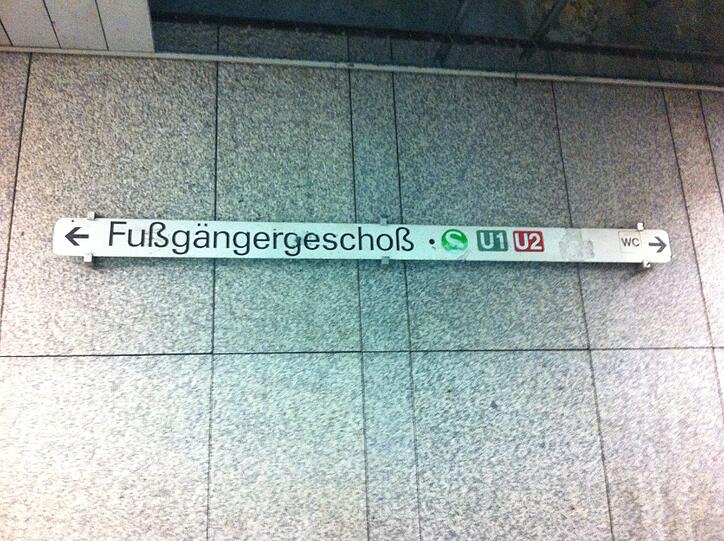 ← Fußgängergeschoß • S U1 U2 WC →